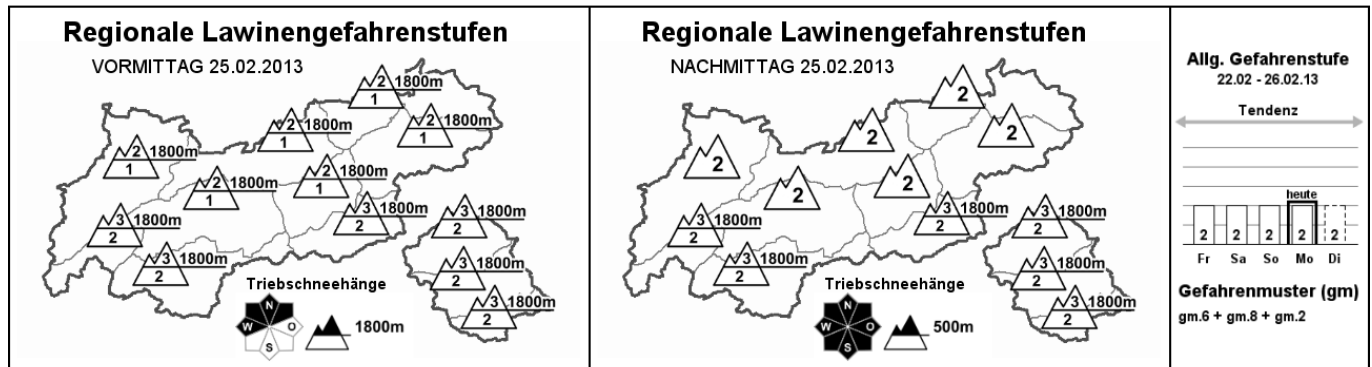 Regionale Lawinengefahrenstufen
VORMITTAG 25.02.2013
2 1800m
1
2 1800m
1
2 1800m
1
2 1800m
1
2 1800m
1
2 1800m
1
3 1800m
2
3 1800m
2
3 1800m
2
3 1800m
2
3 1800m
2
3 1800m
2
Triebschneehänge
N
W O
S
1800m
Regionale Lawinengefahrenstufen
NACHMITTAG 25.02.2013
2
2
2
2
2
2
3 1800m
2
3 1800m
2
3 1800m
2
3 1800m
2
3 1800m
2
3 1800m
2
Triebschneehänge
N
W O
S
500m
Allg. Gefahrenstufe
22.02 - 26.02.13
Tendenz
heute
2 2 2 2 2
Fr Sa So Mo Di
Gefahrenmuster (gm)
gm.6 + gm.8 + gm.2